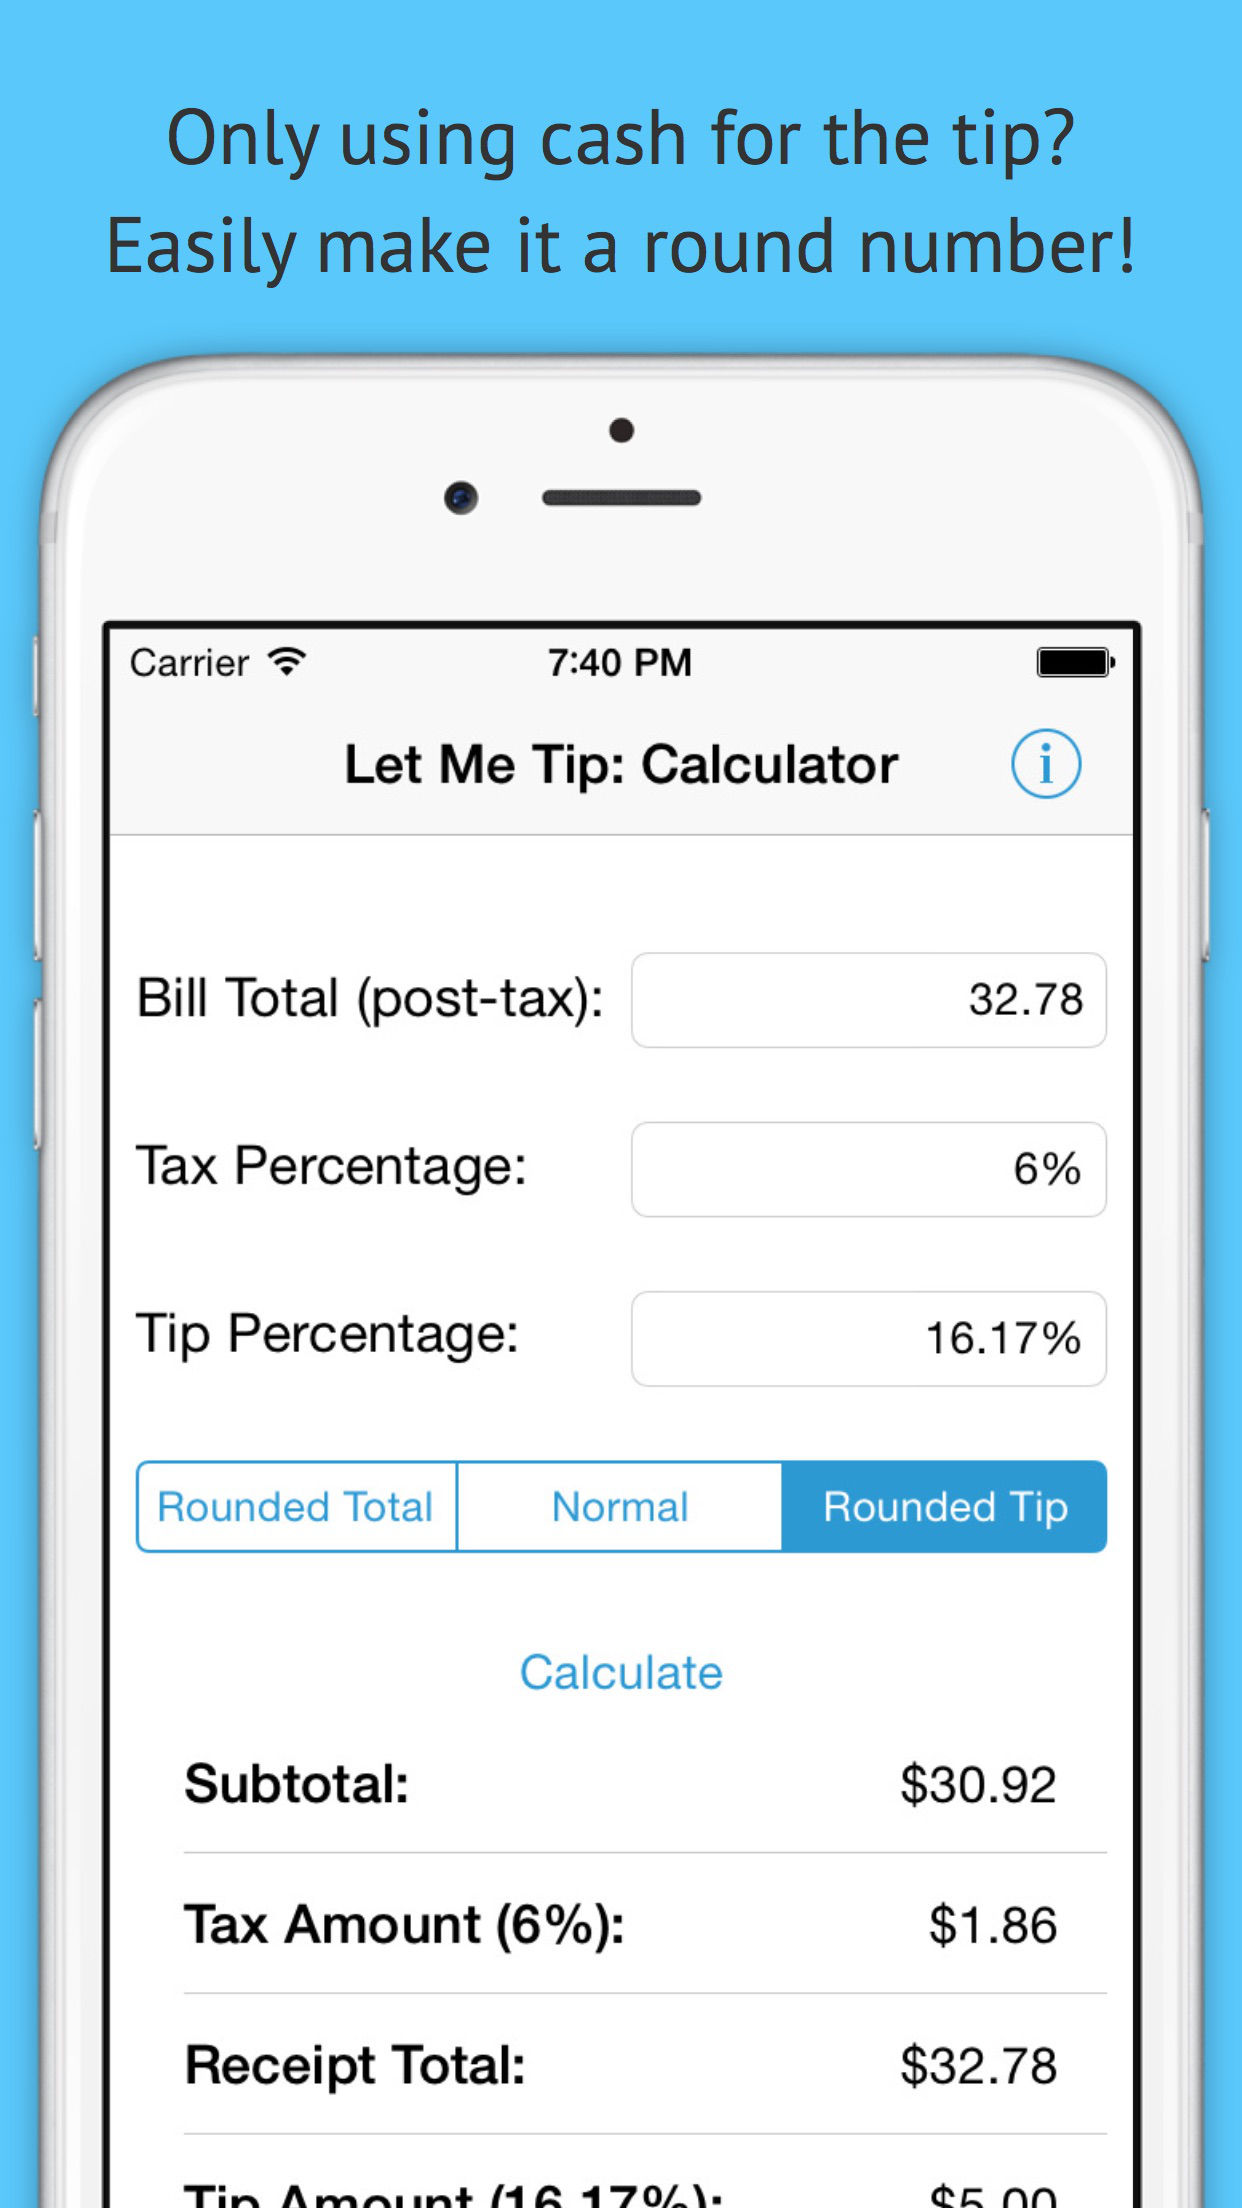 Only using cash for the tip?
Easily make it a round number!
Carrier 7:40 PM
Let Me Tip: Calculator i
Bill Total (post-tax): 32.78
Tax Percentage: 6%
Tip Percentage: 16.17%
Rounded Total Normal Rounded Tip
Calculate
Subtotal: $30.92
Tax Amount (6%): $1.86
Receipt Total: $32.78
Tip Amount (16.17%): $5.00